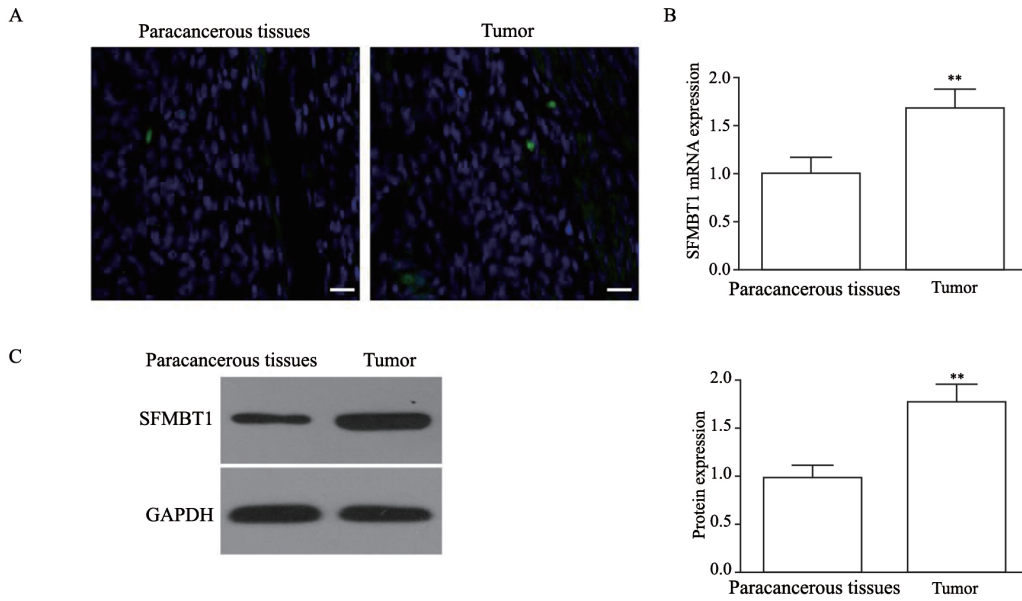 A
Paracancerous tissues Tumor
B
SFMBT1 mRNA expression
2.0
**
1.5
1.0
0.5
0.0
Paracancerous tissues Tumor
C
Paracancerous tissues Tumor
SFMBT1
GAPDH
Protein expression
2.0
**
1.5
1.0
0.5
0.0
Paracancerous tissues Tumor